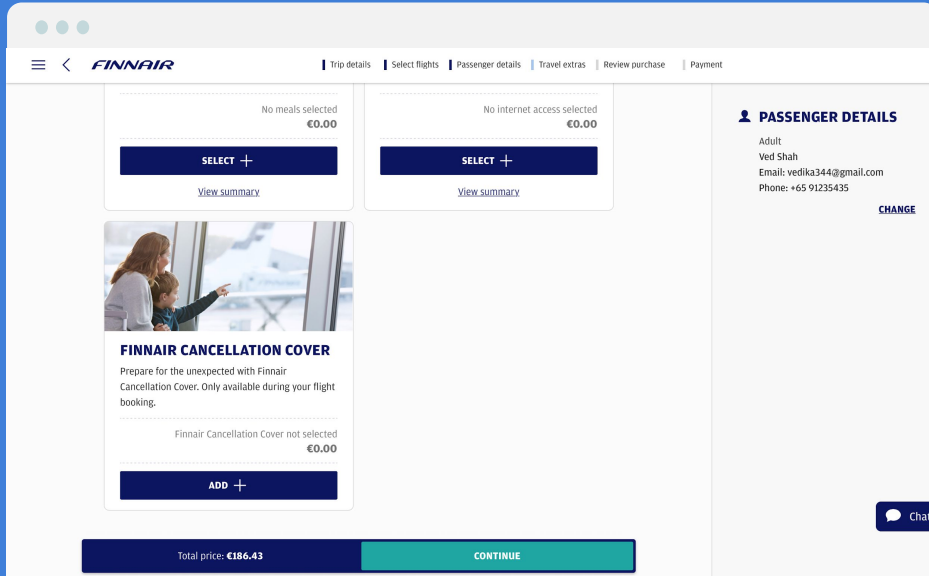 FINNAIR
Trip details
Select flights
Passenger details
Travel extras
Review purchase
Payment
No meals selected
€0.00
SELECT
View summary
No internet access selected
€0.00
SELECT
View summary
FINNAIR CANCELLATION COVER
Prepare for the unexpected with Finnair
Cancellation Cover. Only available during your flight
booking.
Finnair Cancellation Cover not selected
€0.00
ADD
Total price: €186.43
CONTINUE
PASSENGER DETAILS
Adult
Ved Shah
Email: vedika344@gmail.com
Phone: +65 91235435
CHANGE
Chat